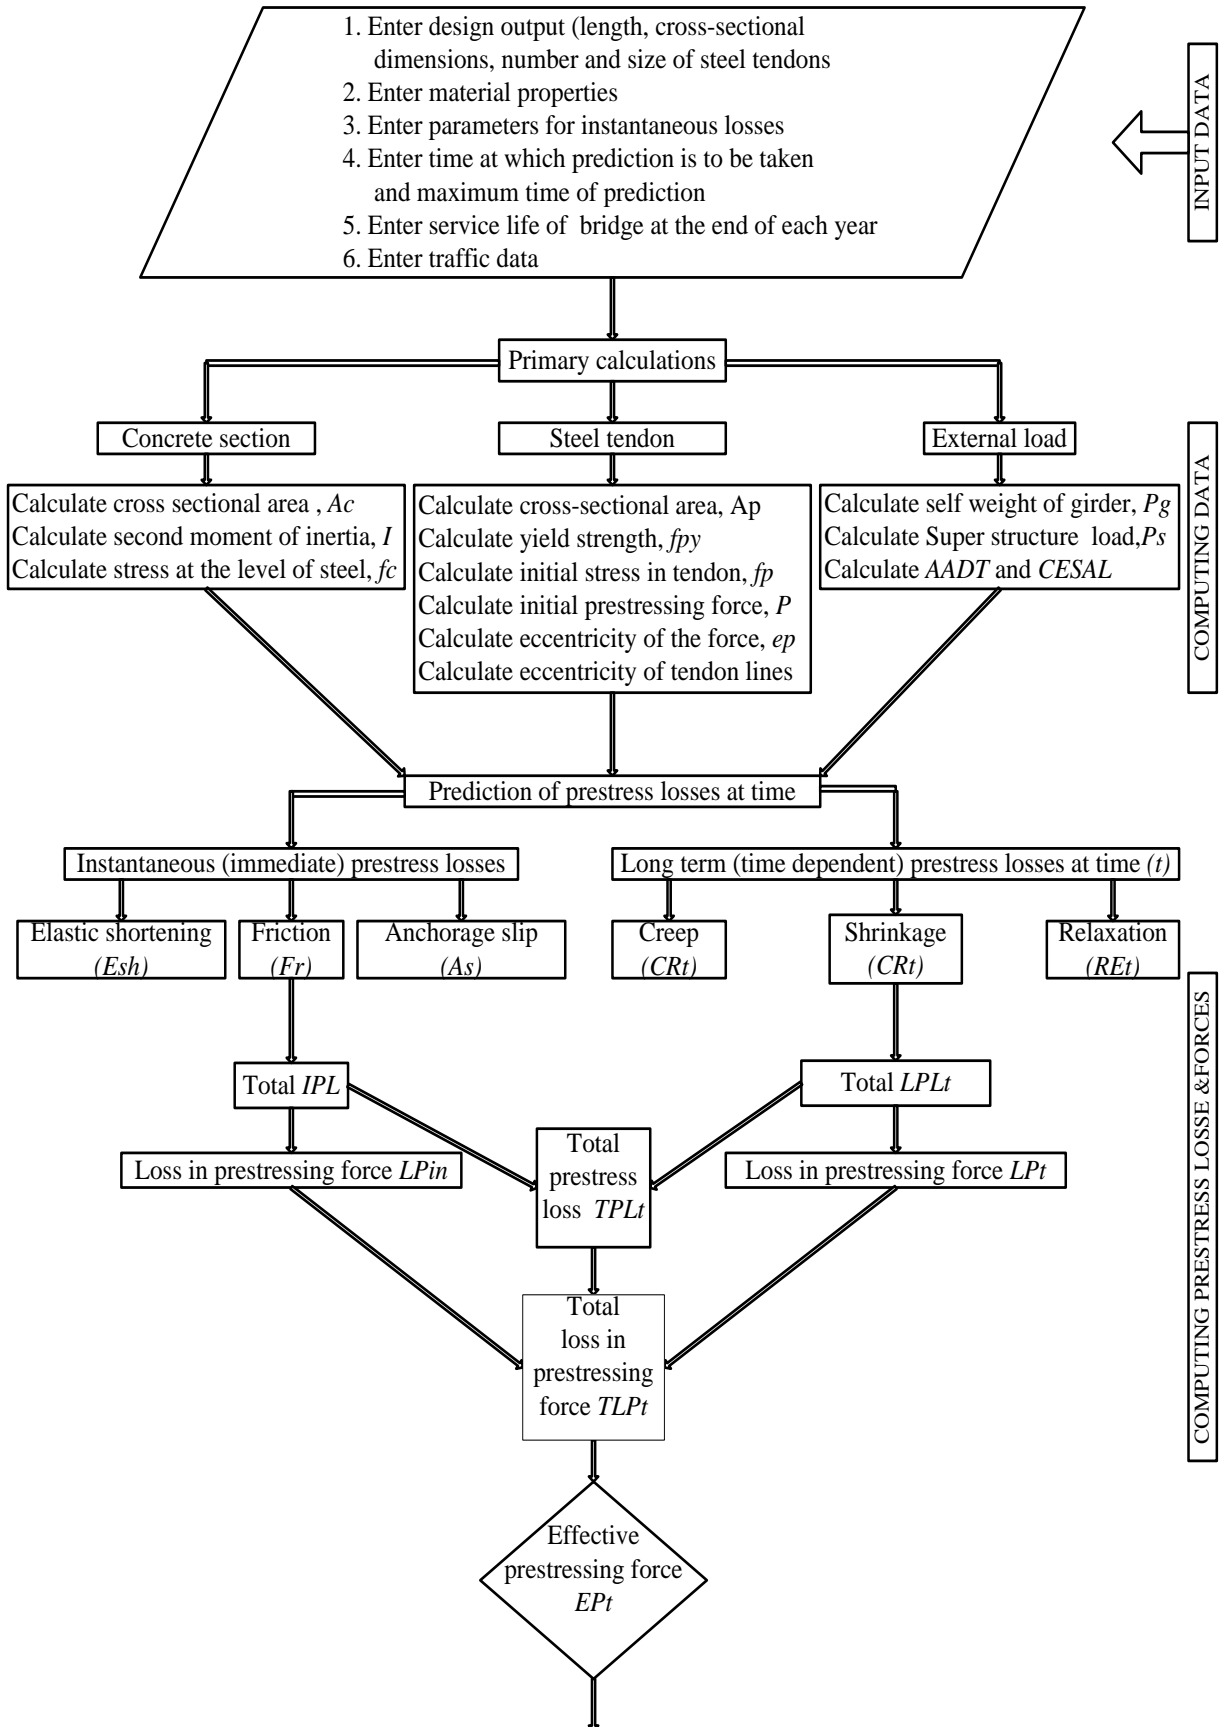 1. Enter design output (length, cross-sectional
dimensions, number and size of steel tendons
2. Enter material properties
3. Enter parameters for instantaneous losses
4. Enter time at which prediction is to be taken
and maximum time of prediction
5. Enter service life of bridge at the end of each year
6. Enter traffic data
INPUT DATA
Primary calculations
Concrete section
Steel tendon
External load
Calculate cross sectional area , Ac
Calculate second moment of inertia, I
Calculate stress at the level of steel, fc
Calculate cross-sectional area, Ap
Calculate yield strength, fpy
Calculate initial stress in tendon, fp
Calculate initial prestressing force, P
Calculate eccentricity of the force, ep
Calculate eccentricity of tendon lines
Calculate self weight of girder, Pg
Calculate Super structure load,Ps
Calculate AADT and CESAL
COMPUTING DATA
Prediction of prestress losses at time
Instantaneous (immediate) prestress losses
Long term (time dependent) prestress losses at time (t)
Elastic shortening
(Esh)
Friction
(Fr)
Anchorage slip
(As)
Creep
(CRt)
Shrinkage
(CRt)
Relaxation
(REt)
Total IPL
Total LPLt
Loss in prestressing force LPin
Total
prestress
loss TPLt
Loss in prestressing force LPt
Total
loss in
prestressing
force TLPt
COMPUTING PRESTRESS LOSSE &FORCES
Effective
prestressing force
EPt